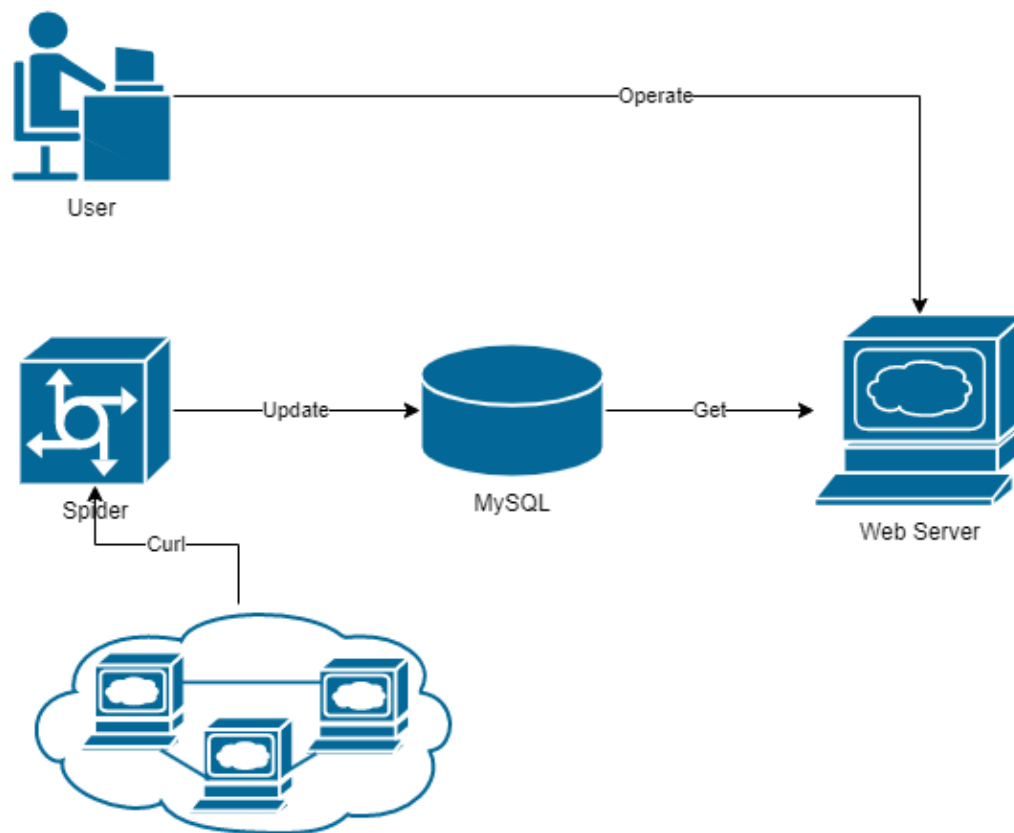 Operate
User
Update
Get
Spider
MySQL
Web Server
Curl